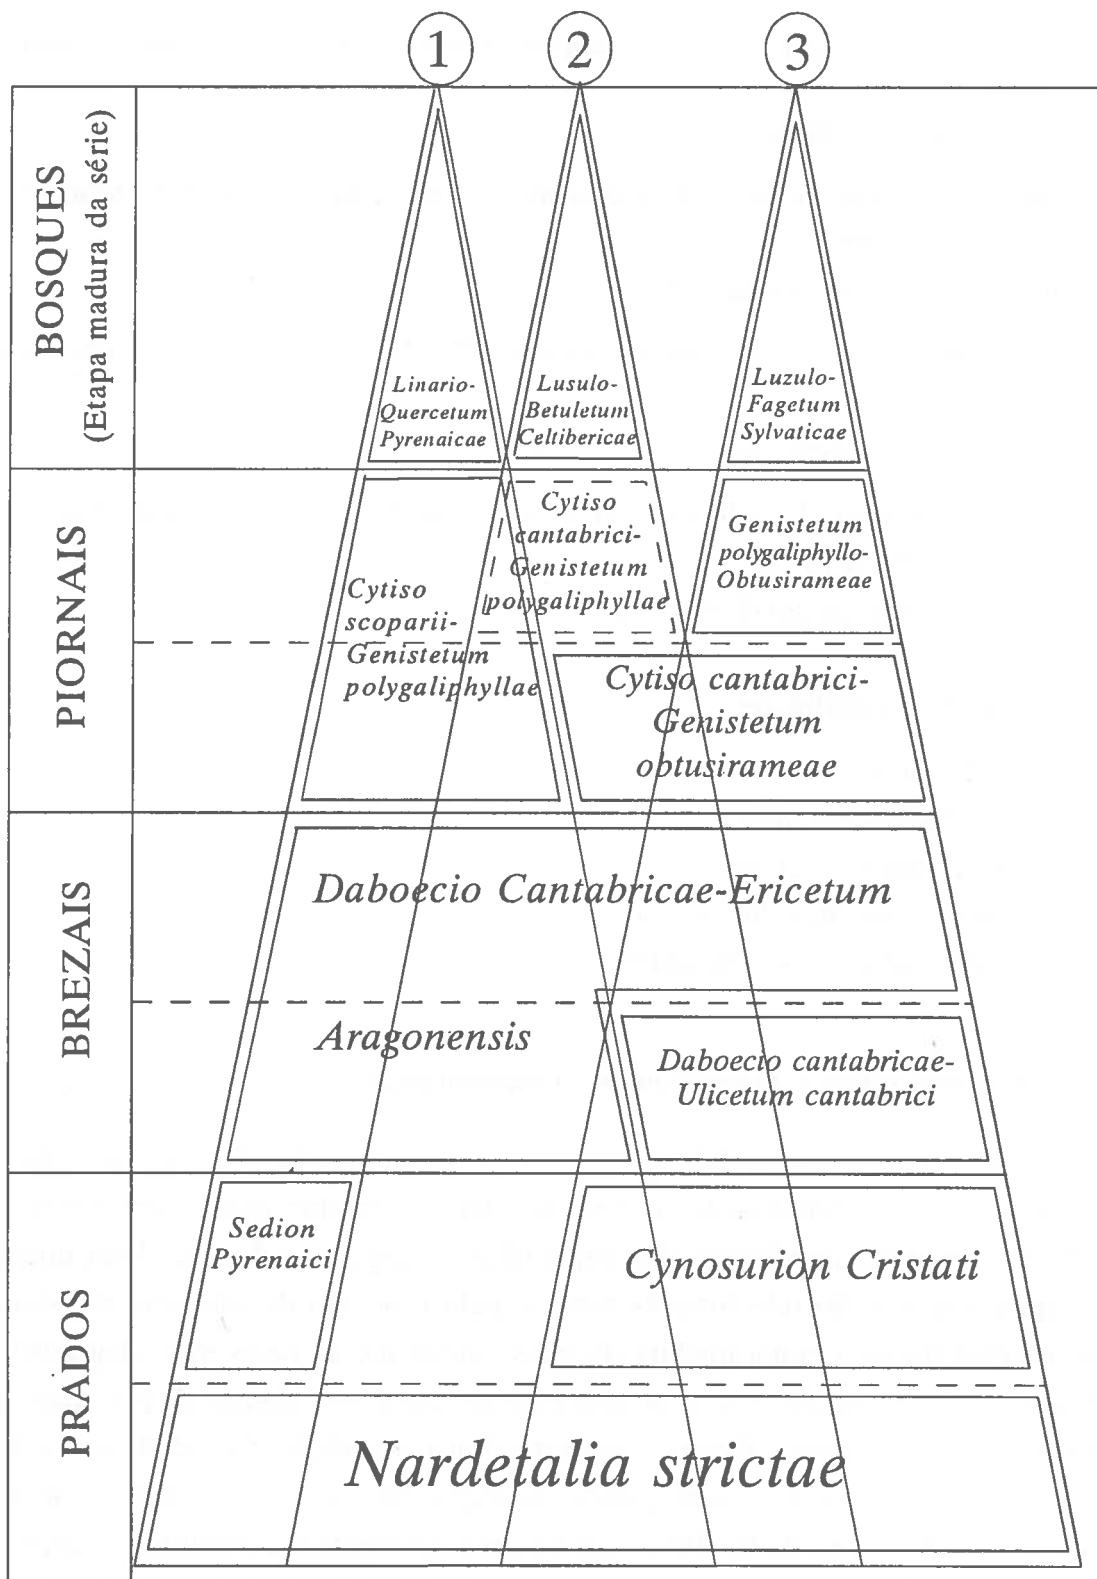 1
2
3
BOSQUES
(Etapa madura da série)
Linario-
Quercetum
Pyrenaicae
Lusulo-
Betuletum
Celtibericae
Luzulo-
Fagetum
Sylvaticae
PIORNAIS
Cytiso
scoparii-
Genistetum
polygaliphyllae
Cytiso
cantabrici-
Genistetum
polygaliphyllae
Genistetum
polygaliphyllo-
Obtusirameae
Cytiso cantabrici-
Genistetum
obtusirameae
BREZAIS
Daboecio Cantabricae-Ericetum
Aragonensis
Daboecio cantabricae-
Ulicetum cantabrici
PRADOS
Sedion
Pyrenaici
Cynosurion Cristati
Nardetalia strictae